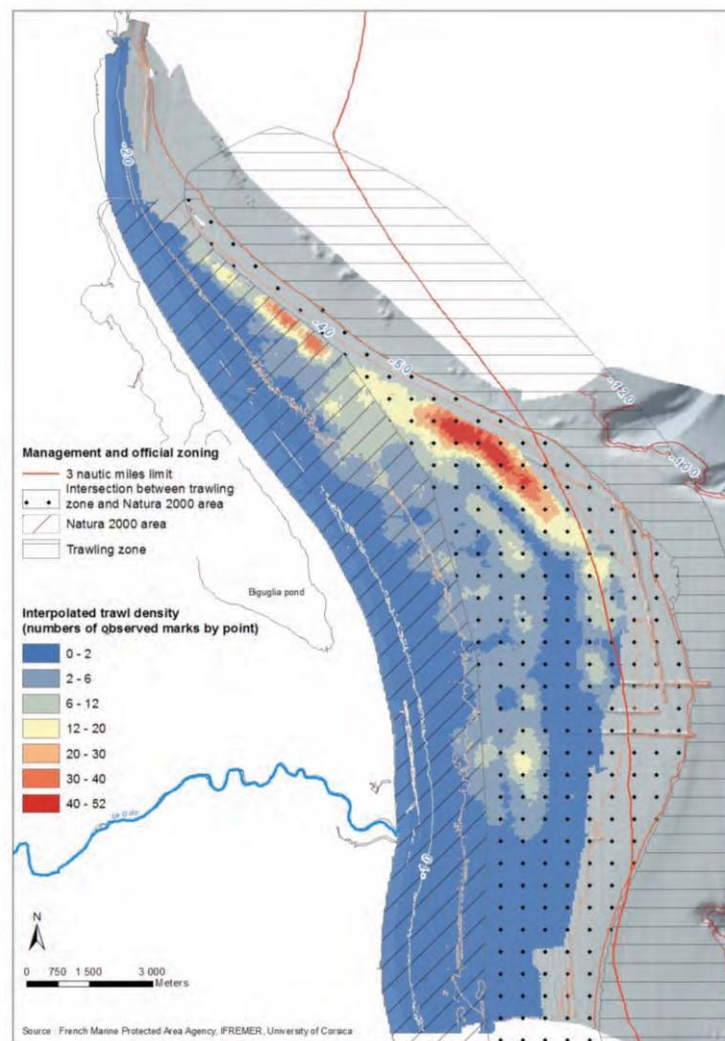 -20
-40
-50
-120
-100
Management and official zoning
3 nautic miles limit
Intersection between trawling
zone and Natura 2000 area
Natura 2000 area
Trawling zone
Biguglia pond
Interpolated trawl density
(numbers of observed marks by point)
0 - 2
2 - 6
6 - 12
12 - 20
20 - 30
30 - 40
40 - 52
N
0 750 1 500 3 000
Meters
Source : French Marine Protected Area Agency, IFREMER, University of Corsica